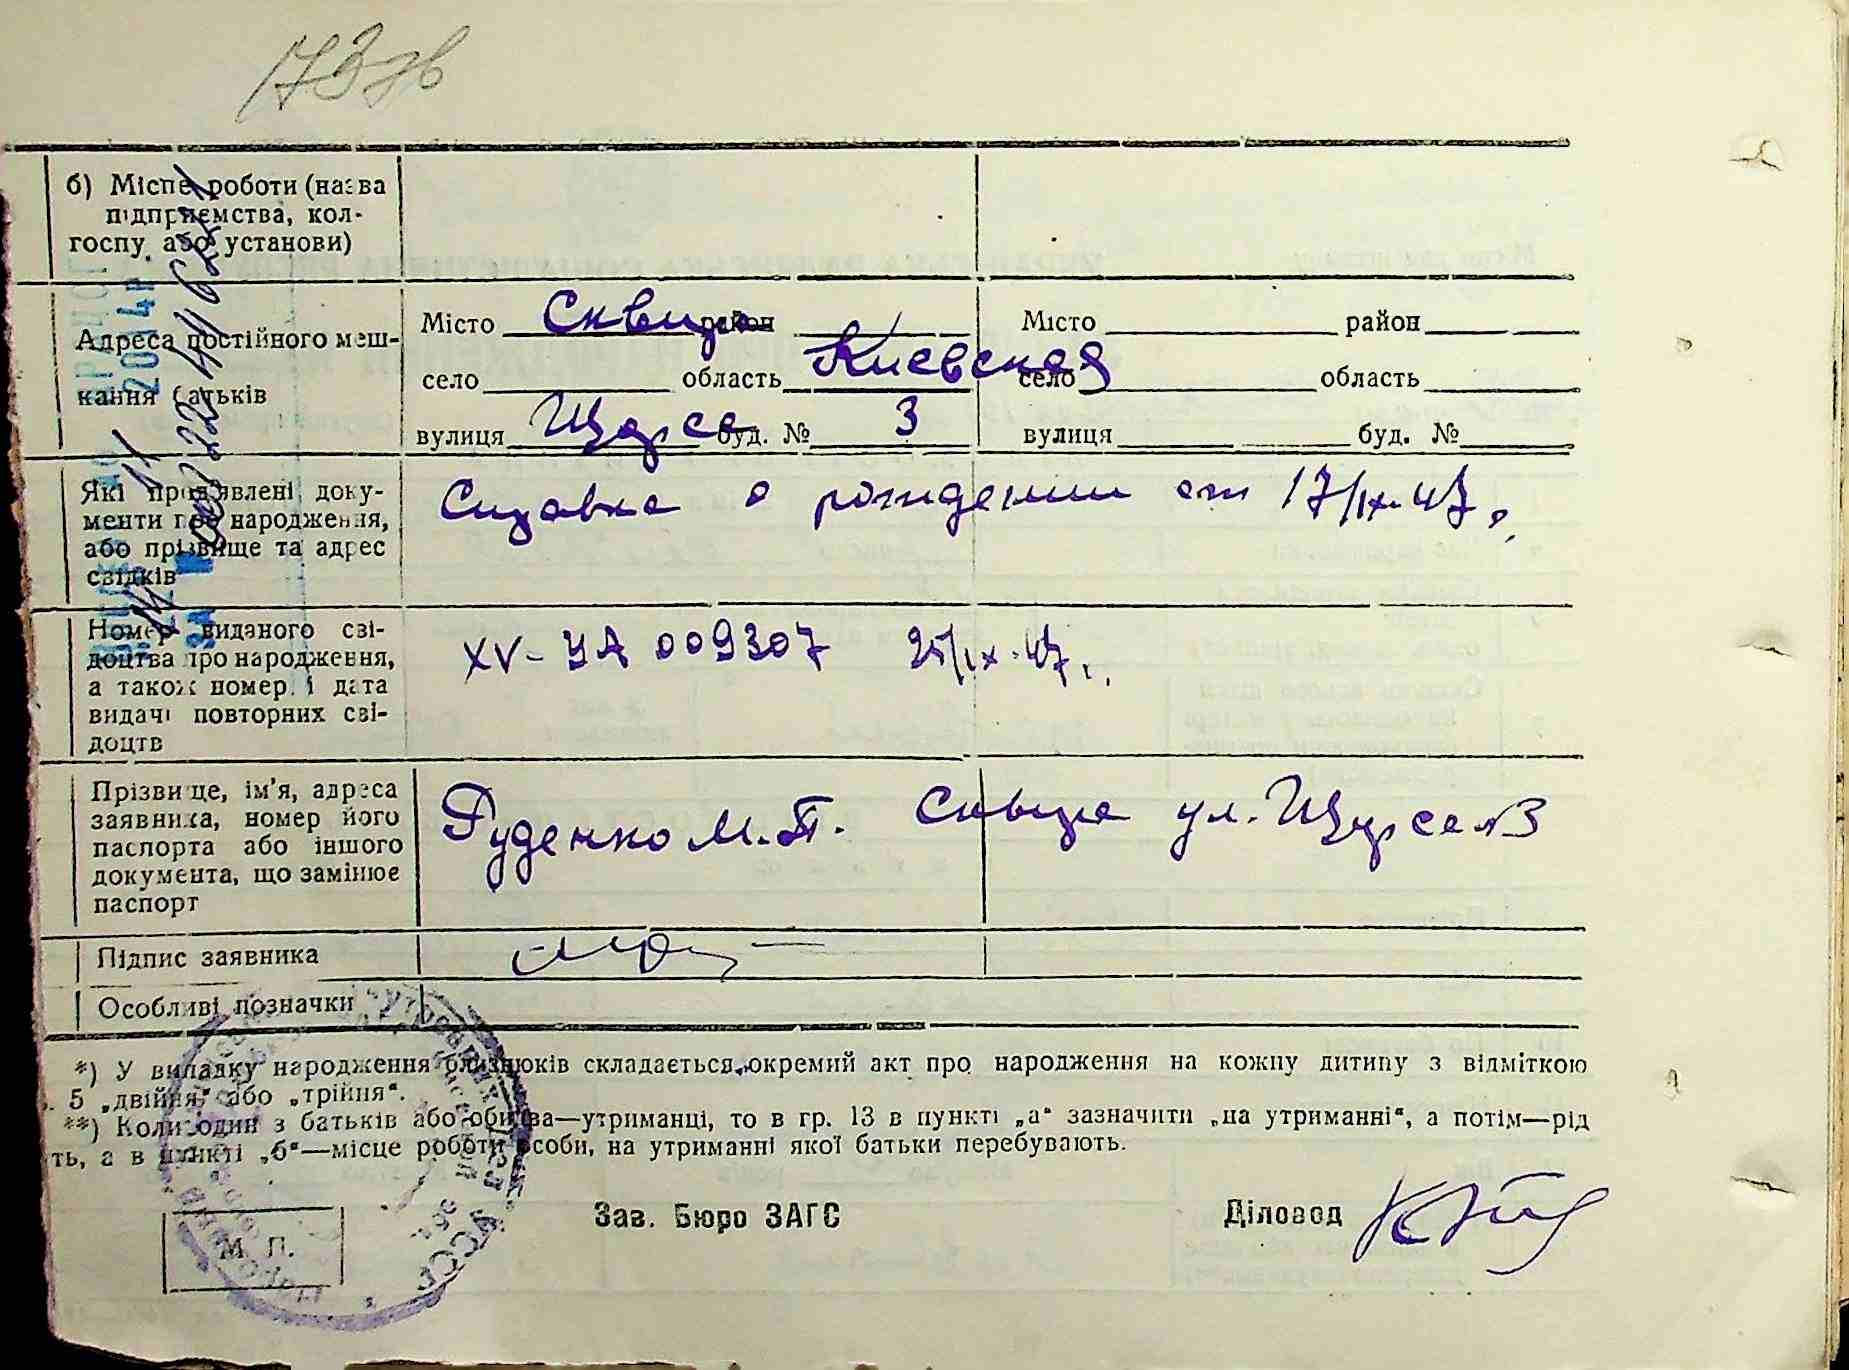 б) Місце роботи (назва
підприємства, кол-
госпу або установи)
Адреса постійного меш-
кання батьків
Місто Сквира район
село область Киевская
вулиця Щорса буд. № 3
Місто район
село область
вулиця буд. №
Які пред'явлені доку-
менти про народження,
або прізвище та адрес
свідків
Справка о рождении от 17/IX-47,
Номер виданого сві-
доцтва про народження,
а також номер і дата
видачі повторних сві-
доцтв
XV-УА 009307 25/IX-47.
Прізвище, ім'я, адреса
заявника, номер його
паспорта або іншого
документа, що замінює
паспорт
Руденко М.П. Сквира ул. Щорса № 3
Підпис заявника
Особливі позначки
*) У випадку народження близнюків складається окремий акт про народження на кожну дитину з відміткою
. 5 „двійня“ або „трійня“.
**) Коли один з батьків або обидва—утриманці, то в гр. 13 в пункті „а“ зазначити „на утриманні“, а потім—рід
ть, а в пункті „б“—місце роботи особи, на утриманні якої батьки перебувають.
Зав. Бюро ЗАГС
Діловод
М. П.
2014р.
УССР